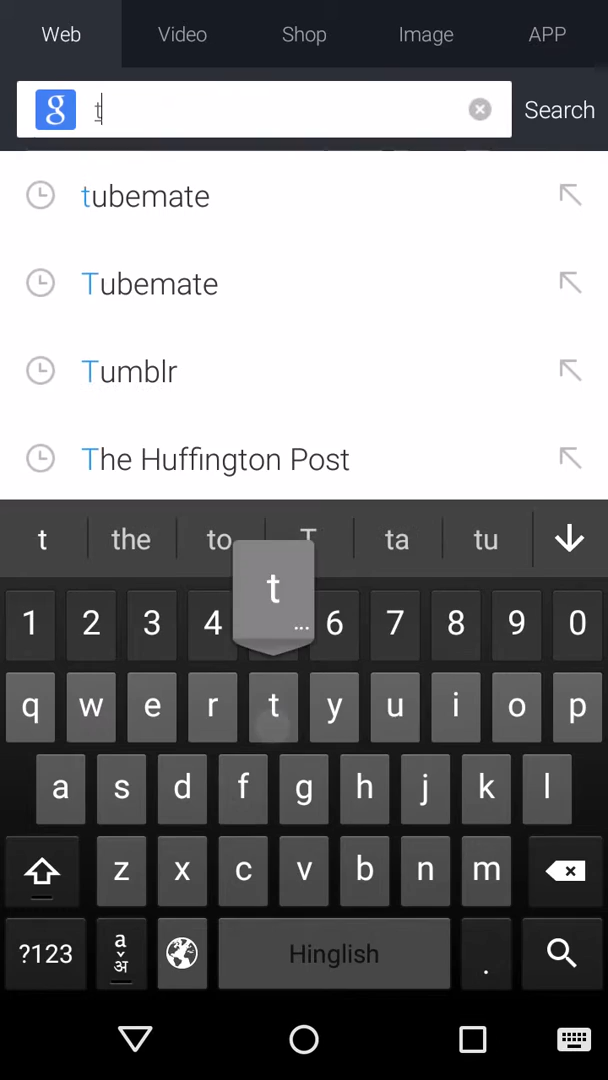 Web Video Shop Image APP
g t Search
tubemate
Tubemate
Tumblr
The Huffington Post
t the to T ta tu
t
1 2 3 4 6 7 8 9 0
q w e r t y u i o p
a s d f g h j k l
z x c v b n m
?123 a अ Hinglish .